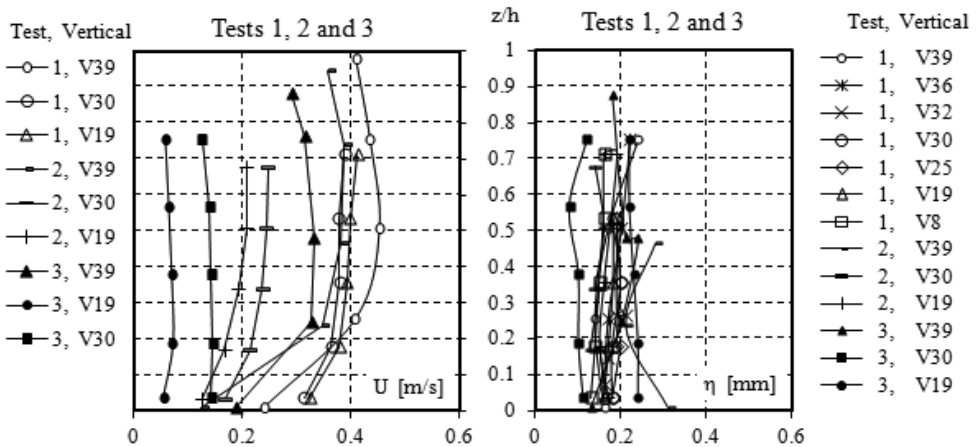 Test, Vertical
1, V39
1, V30
1, V19
2, V39
2, V30
2, V19
3, V39
3, V19
3, V30
Tests 1, 2 and 3
U [m/s]
0
0.2
0.4
0.6
z/h
Tests 1, 2 and 3
1
0.9
0.8
0.7
0.6
0.5
0.4
0.3
0.2
0.1
0
η [mm]
0
0.2
0.4
0.6
Test, Vertical
1, V39
1, V36
1, V32
1, V30
1, V25
1, V19
1, V8
2, V39
2, V30
2, V19
3, V39
3, V30
3, V19